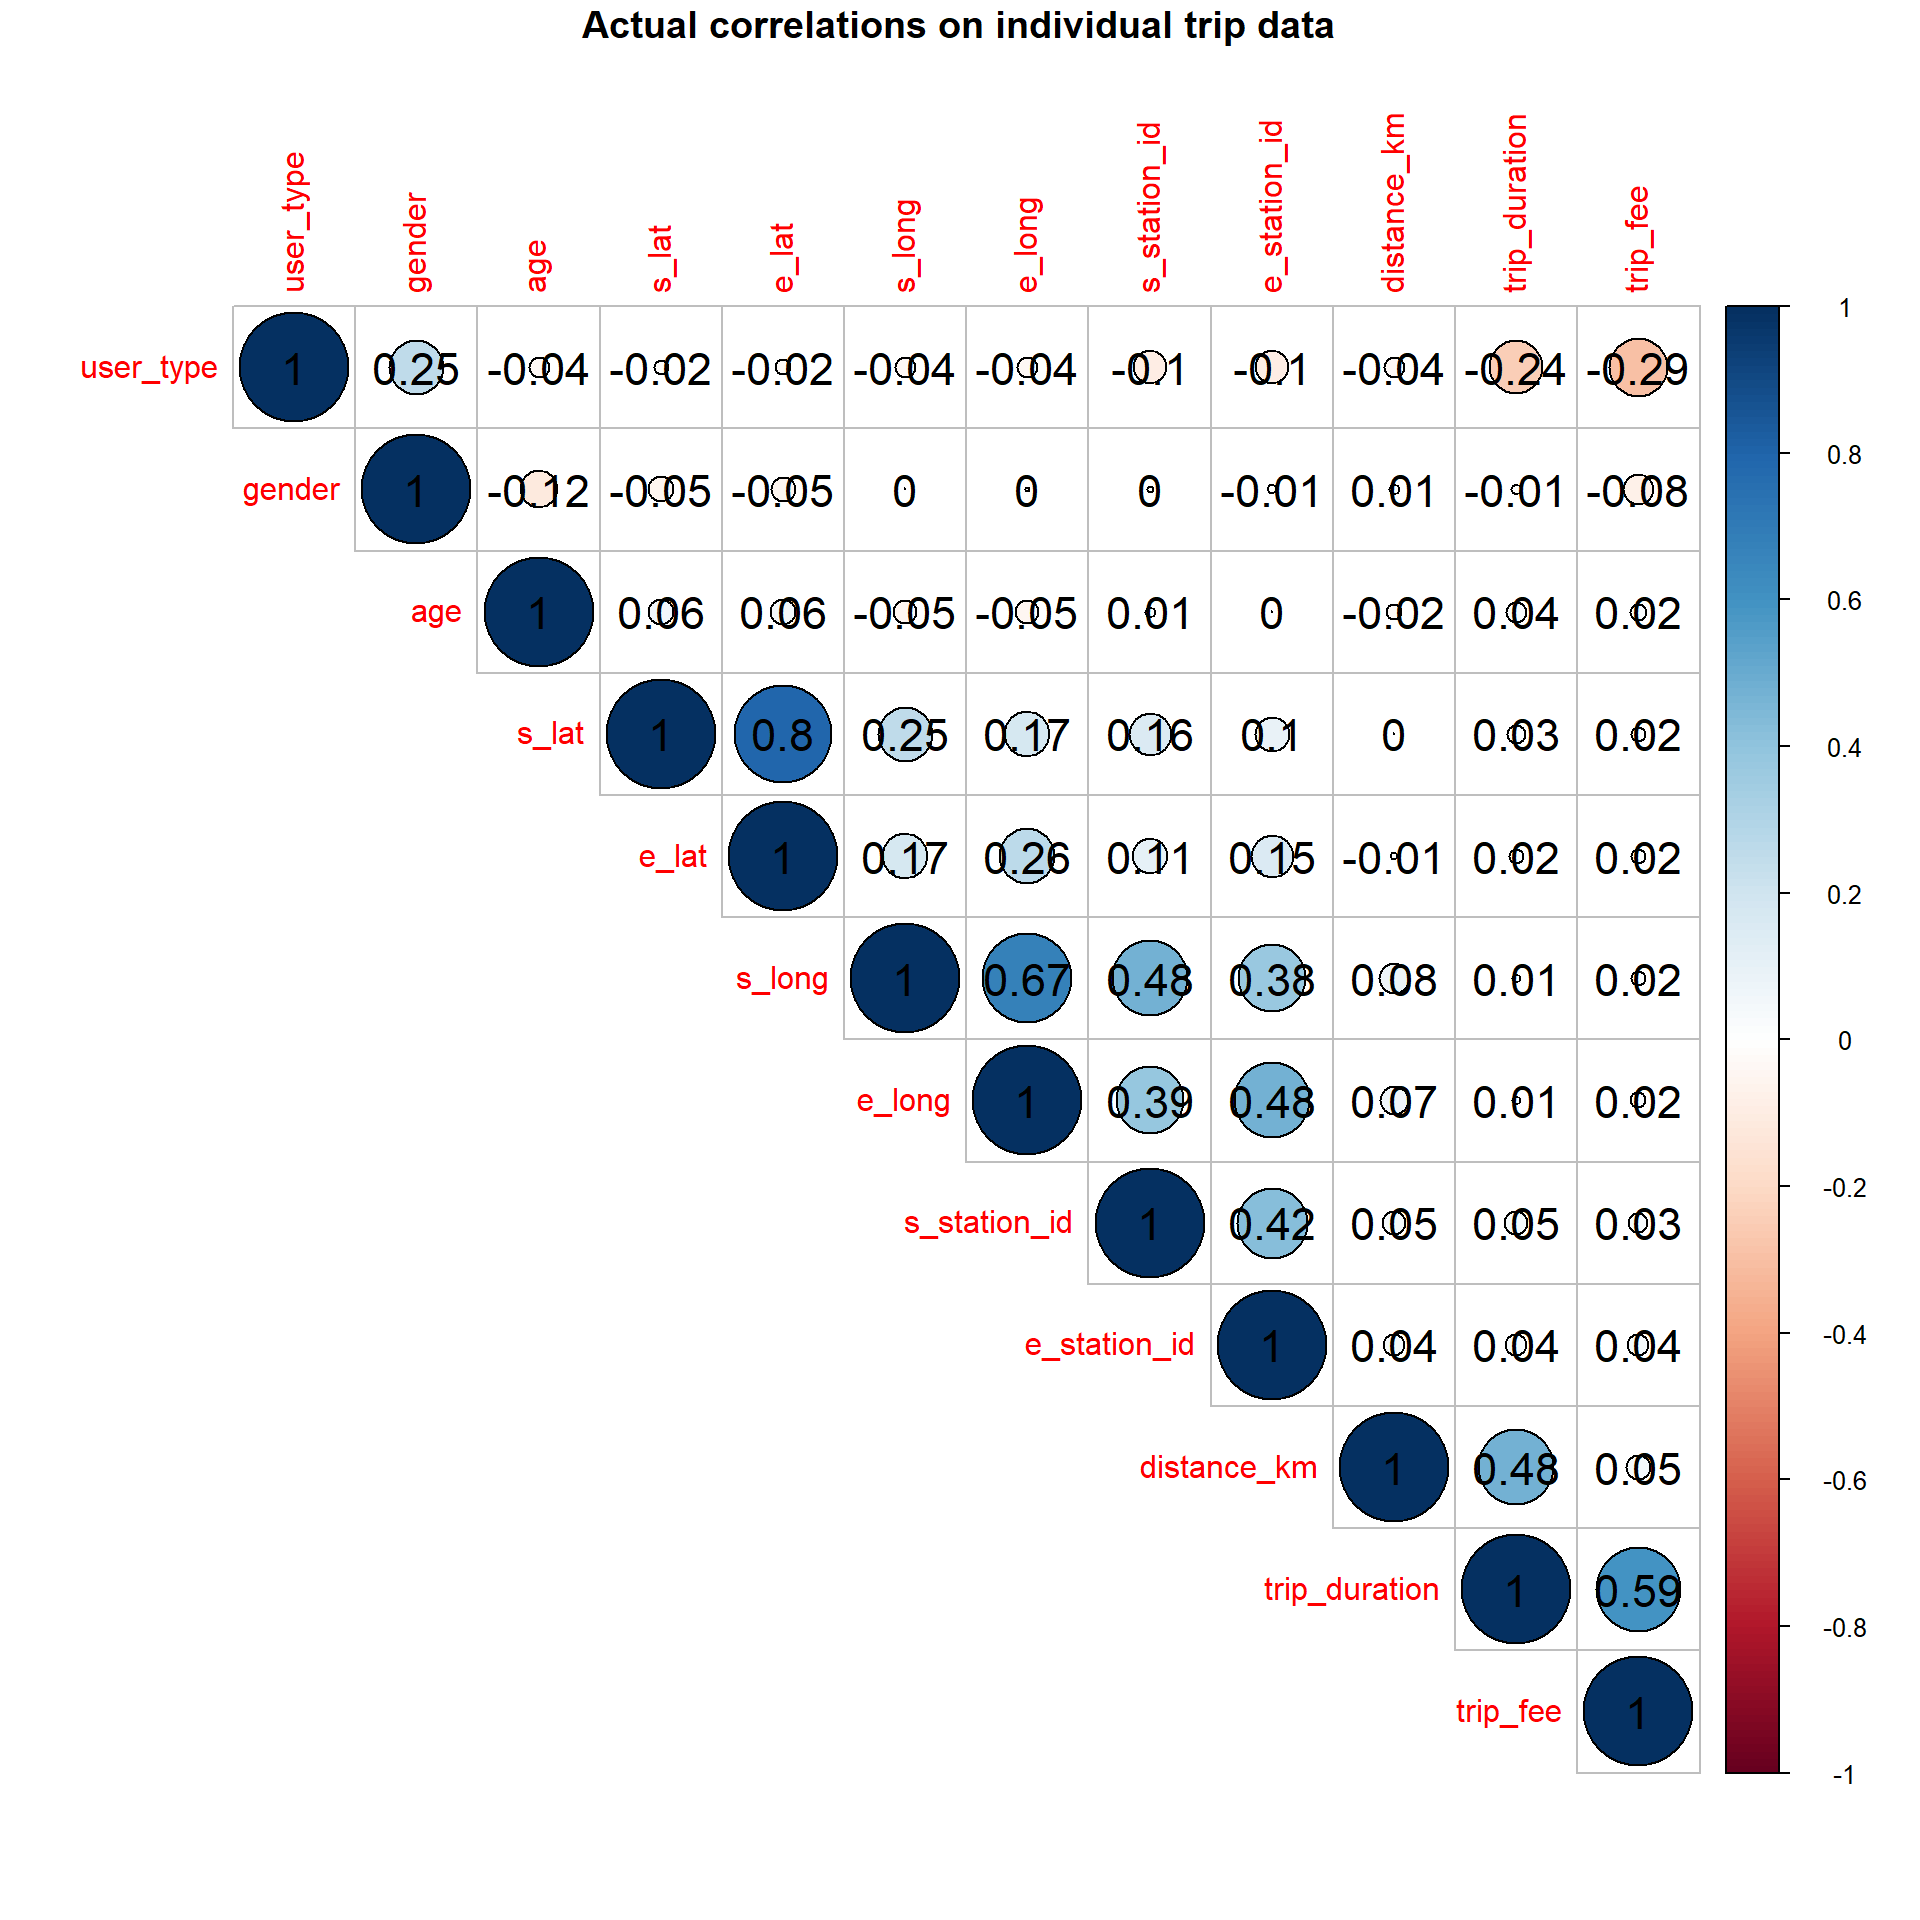 Actual correlations on individual trip data
user_type gender age s_lat e_lat s_long e_long s_station_id e_station_id distance_km trip_duration trip_fee
user_type 1 0.25 -0.04 -0.02 -0.02 -0.04 -0.04 -0.1 -0.1 -0.04 -0.24 -0.29
gender 1 -0.12 -0.05 -0.05 0 0 0 -0.01 0.01 -0.01 -0.08
age 1 0.06 0.06 -0.05 -0.05 0.01 0 -0.02 0.04 0.02
s_lat 1 0.8 0.25 0.17 0.16 0.1 0 0.03 0.02
e_lat 1 0.17 0.26 0.11 0.15 -0.01 0.02 0.02
s_long 1 0.67 0.48 0.38 0.08 0.01 0.02
e_long 1 0.39 0.48 0.07 0.01 0.02
s_station_id 1 0.42 0.05 0.05 0.03
e_station_id 1 0.04 0.04 0.04
distance_km 1 0.48 0.05
trip_duration 1 0.59
trip_fee 1
1
0.8
0.6
0.4
0.2
0
-0.2
-0.4
-0.6
-0.8
-1